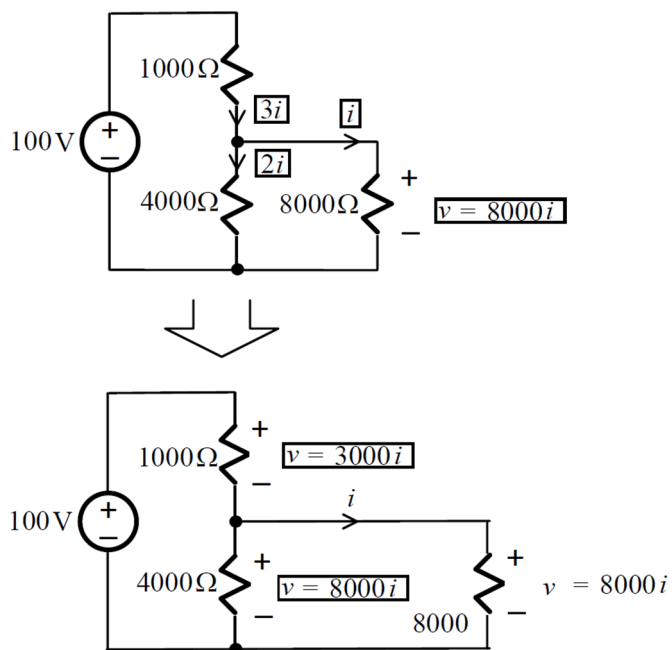 1000Ω
3i
i
100V
+
−
2i
4000Ω
8000Ω
+
−
v = 8000i
1000Ω
+
−
v = 3000i
i
100V
+
−
4000Ω
+
−
v = 8000i
8000
+
−
v = 8000i